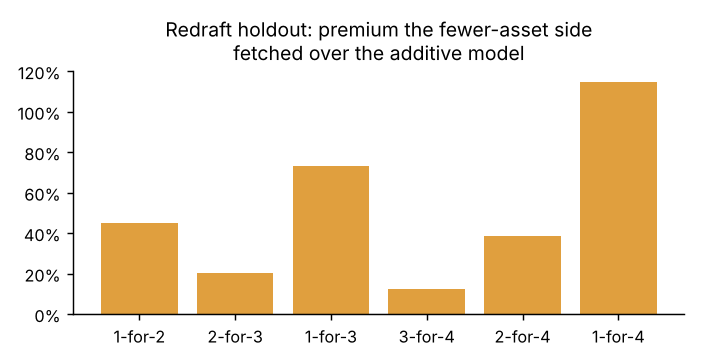 Redraft holdout: premium the fewer-asset side
fetched over the additive model
120%
100%
80%
60%
40%
20%
0%
1-for-2 2-for-3 1-for-3 3-for-4 2-for-4 1-for-4